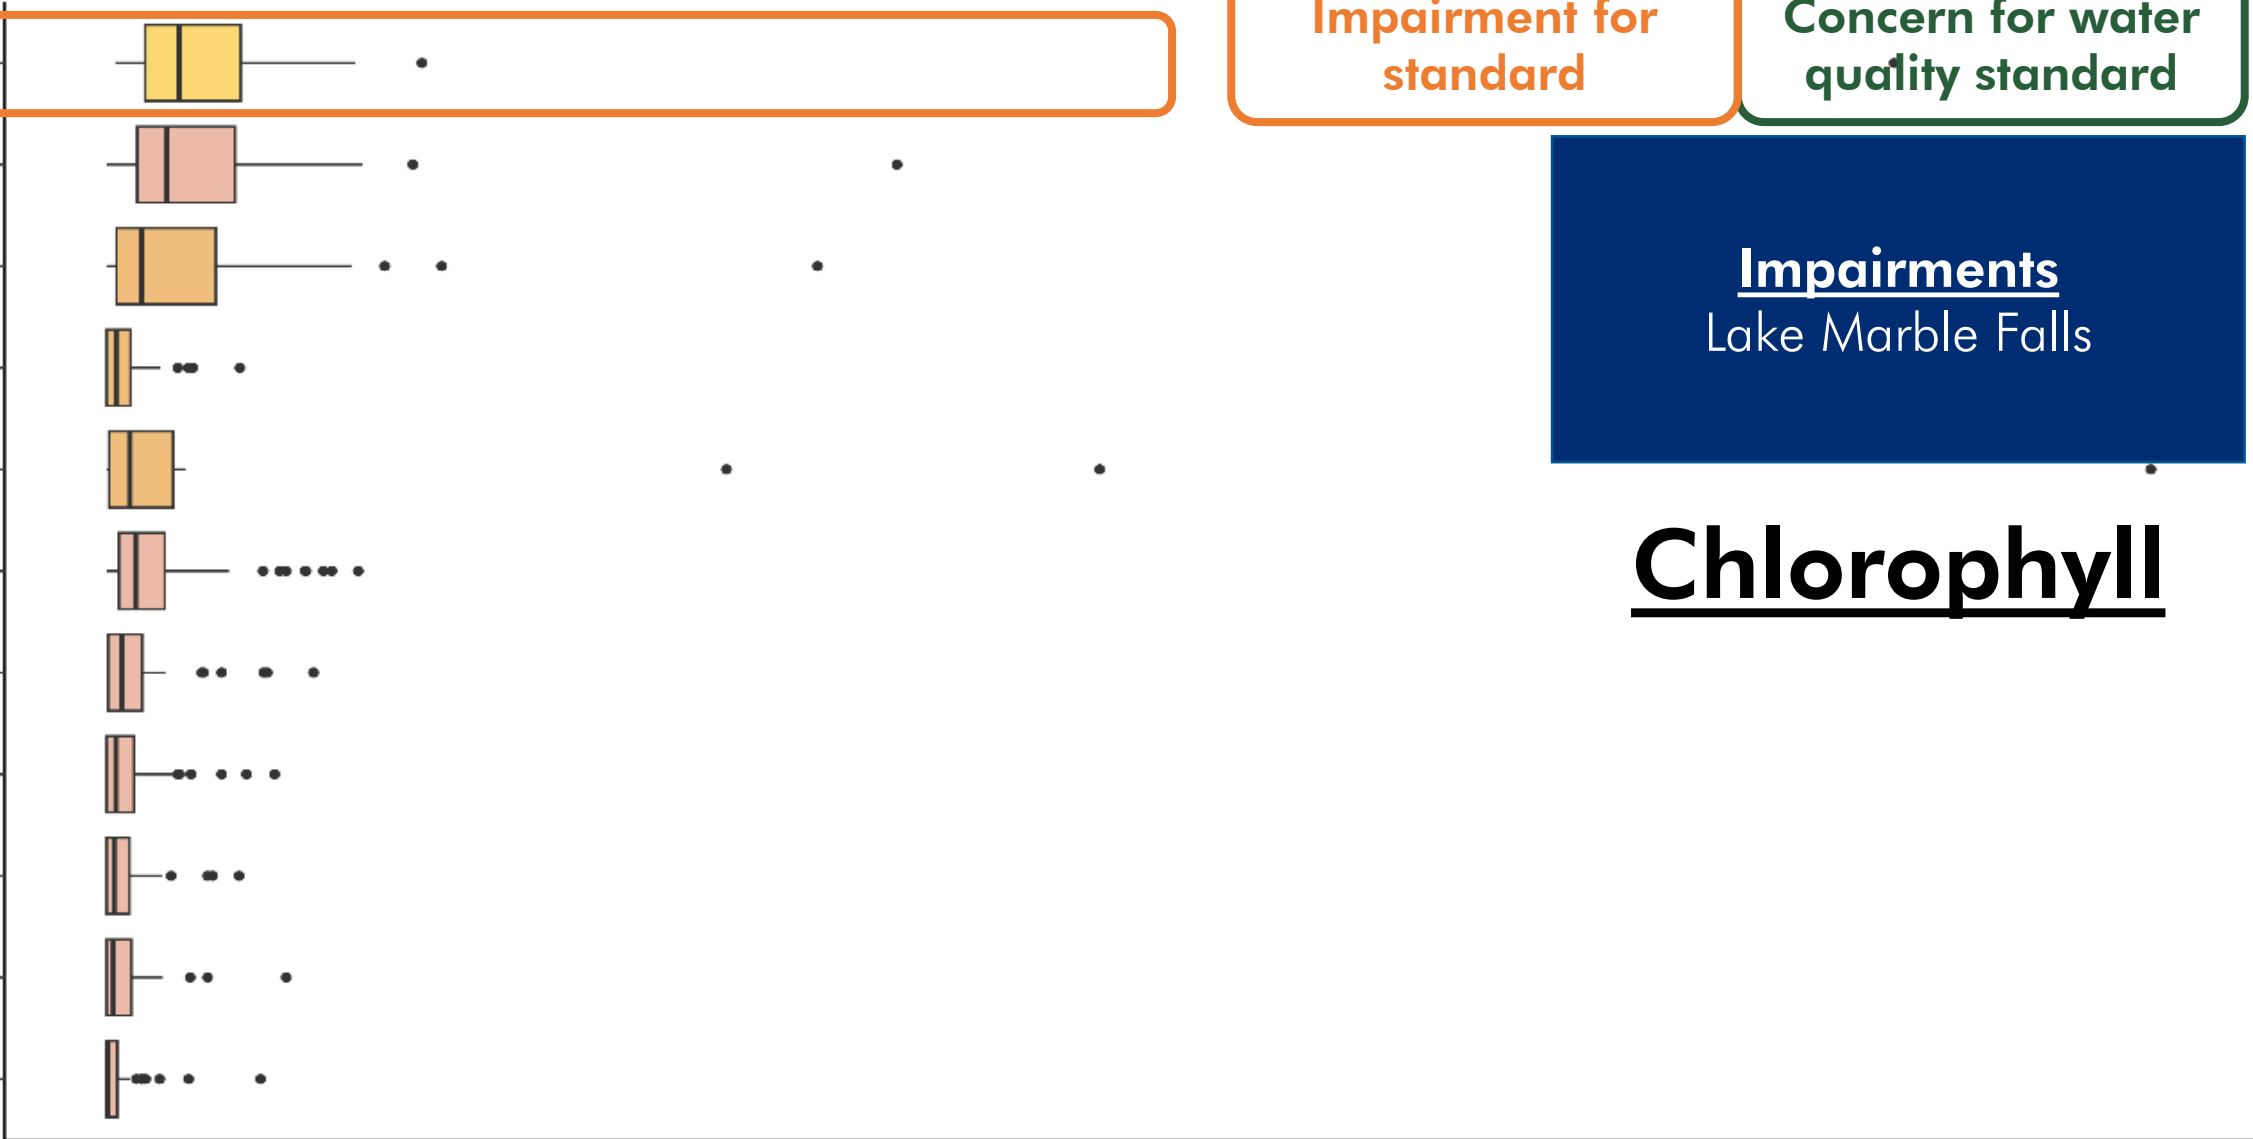 Impairment for
standard
Concern for water
quality standard
Impairments
Lake Marble Falls
Chlorophyll